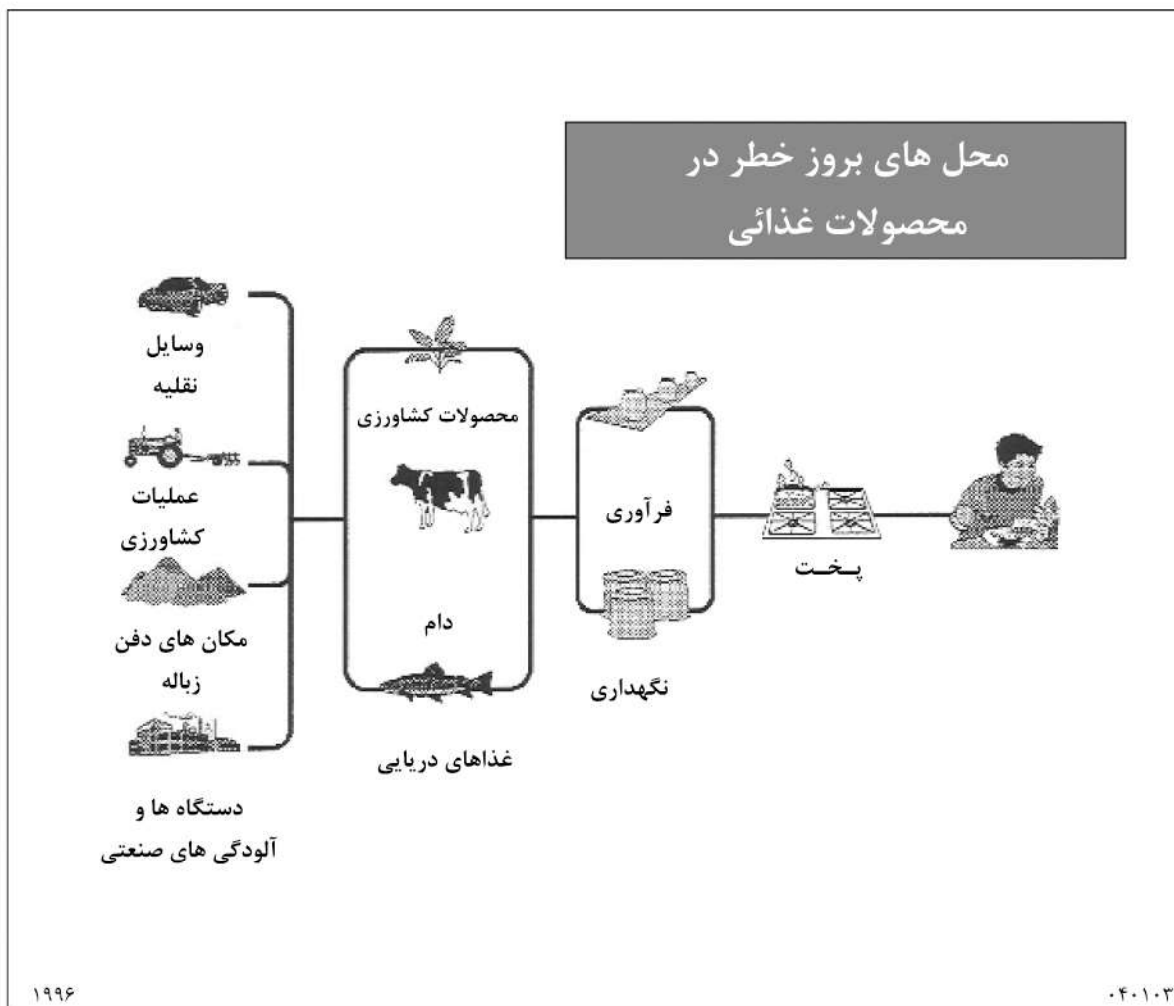 محل های بروز خطر در
محصولات غذائی
وسایل
نقلیه
عملیات
کشاورزی
مکان های دفن
زباله
دستگاه ها و
آلودگی های صنعتی
محصولات کشاورزی
دام
غذاهای دریایی
فرآوری
نگهداری
پـخـت
۱۹۹۶
۰۴۰۱۰۳